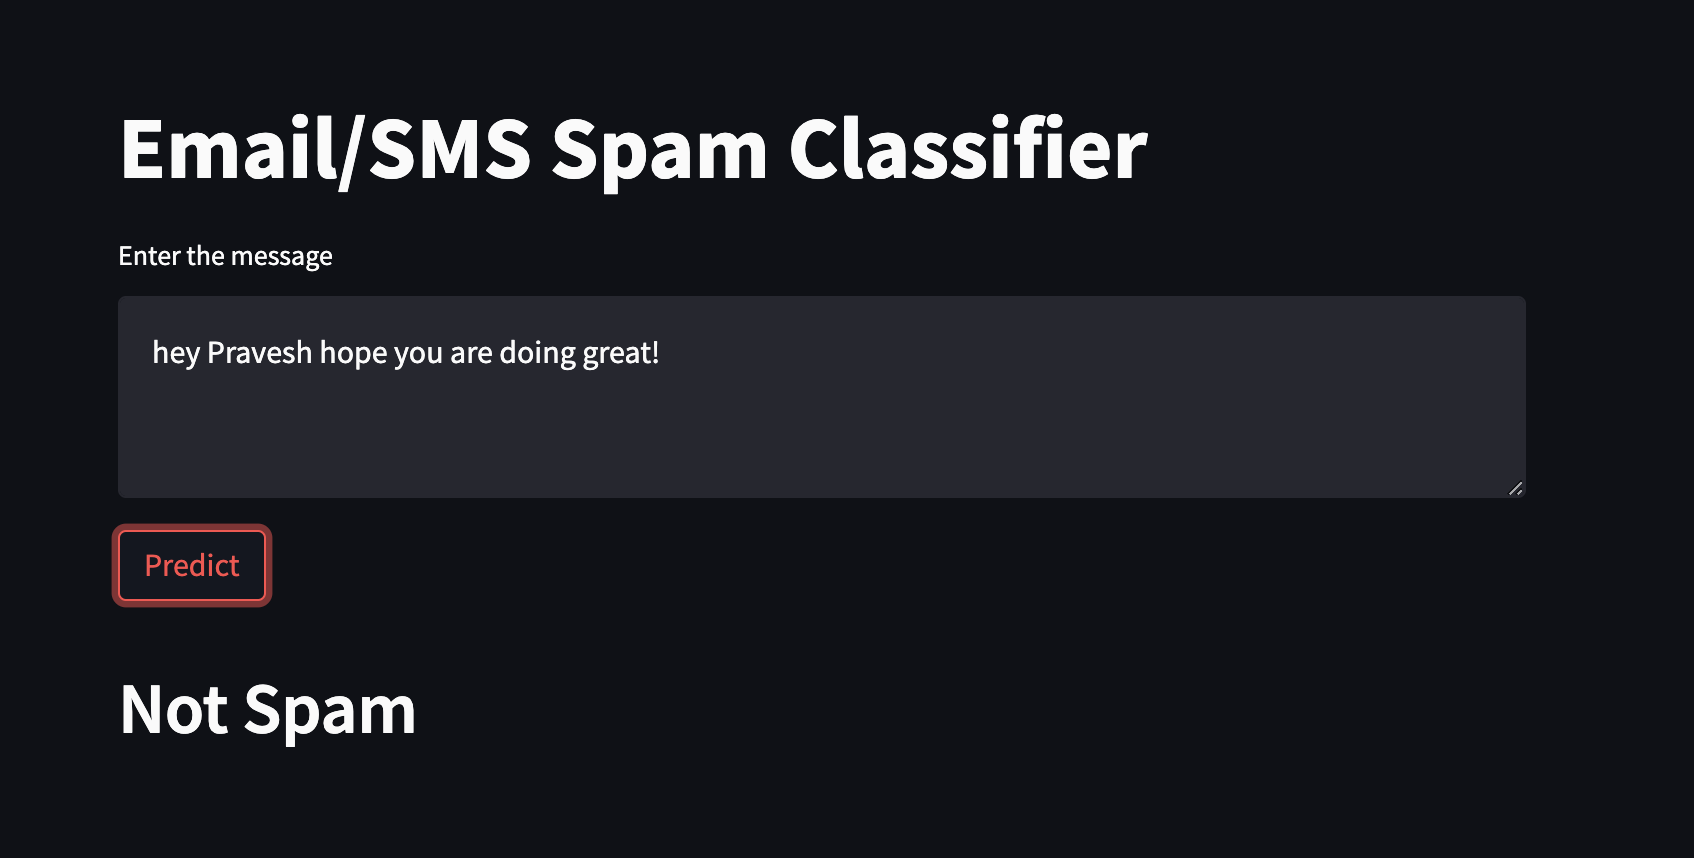 Email/SMS Spam Classifier
Enter the message
hey Pravesh hope you are doing great!
Predict
Not Spam